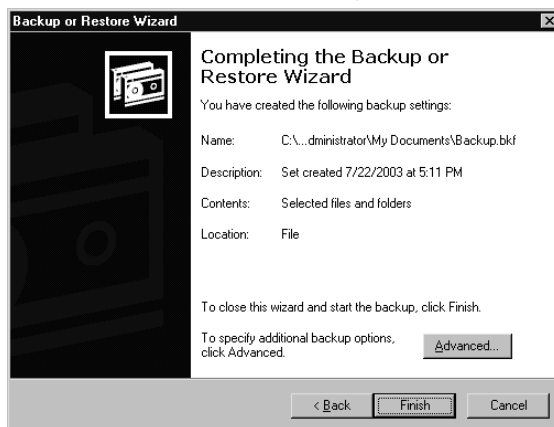 Backup or Restore Wizard
Completing the Backup or
Restore Wizard
You have created the following backup settings:
Name: C:\...dministrator\My Documents\Backup.bkf
Description: Set created 7/22/2003 at 5:11 PM
Contents: Selected files and folders
Location: File
To close this wizard and start the backup, click Finish.
To specify additional backup options,
click Advanced.
Advanced...
< Back Finish Cancel